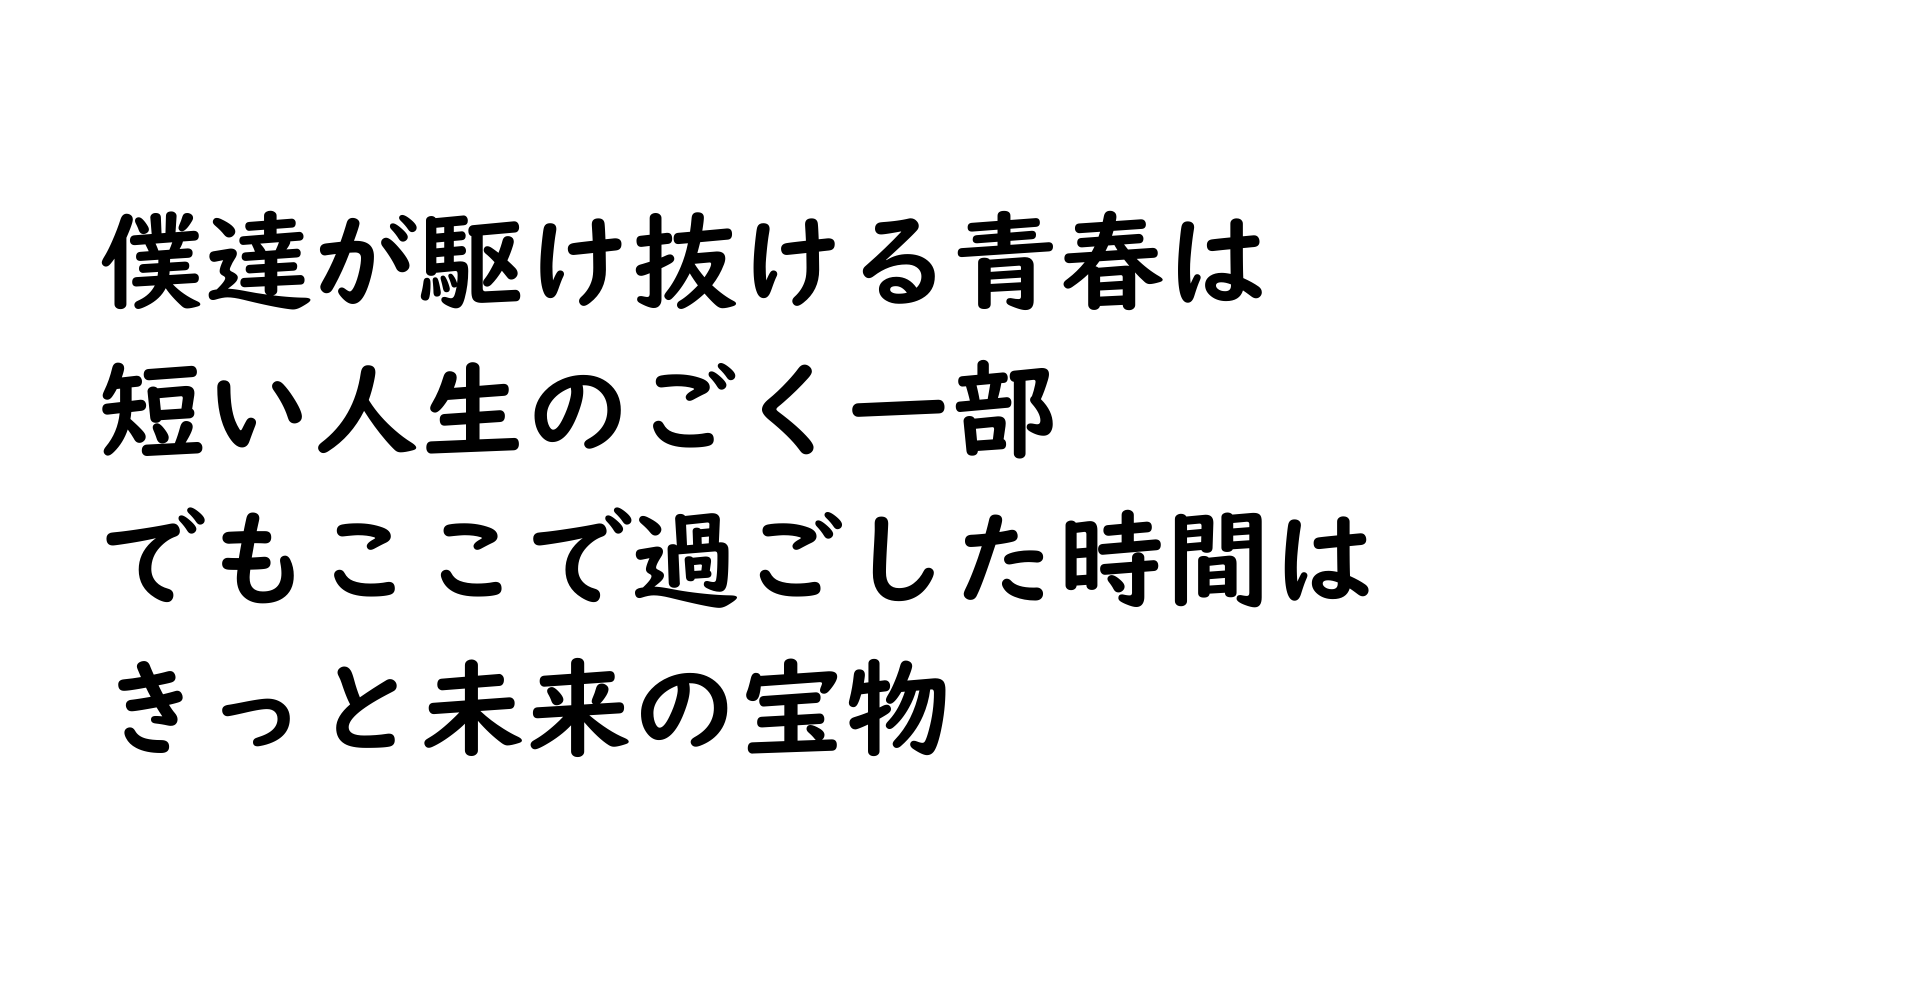 僕達が駆け抜ける青春は
短い人生のごく一部
でもここで過ごした時間は
きっと未来の宝物